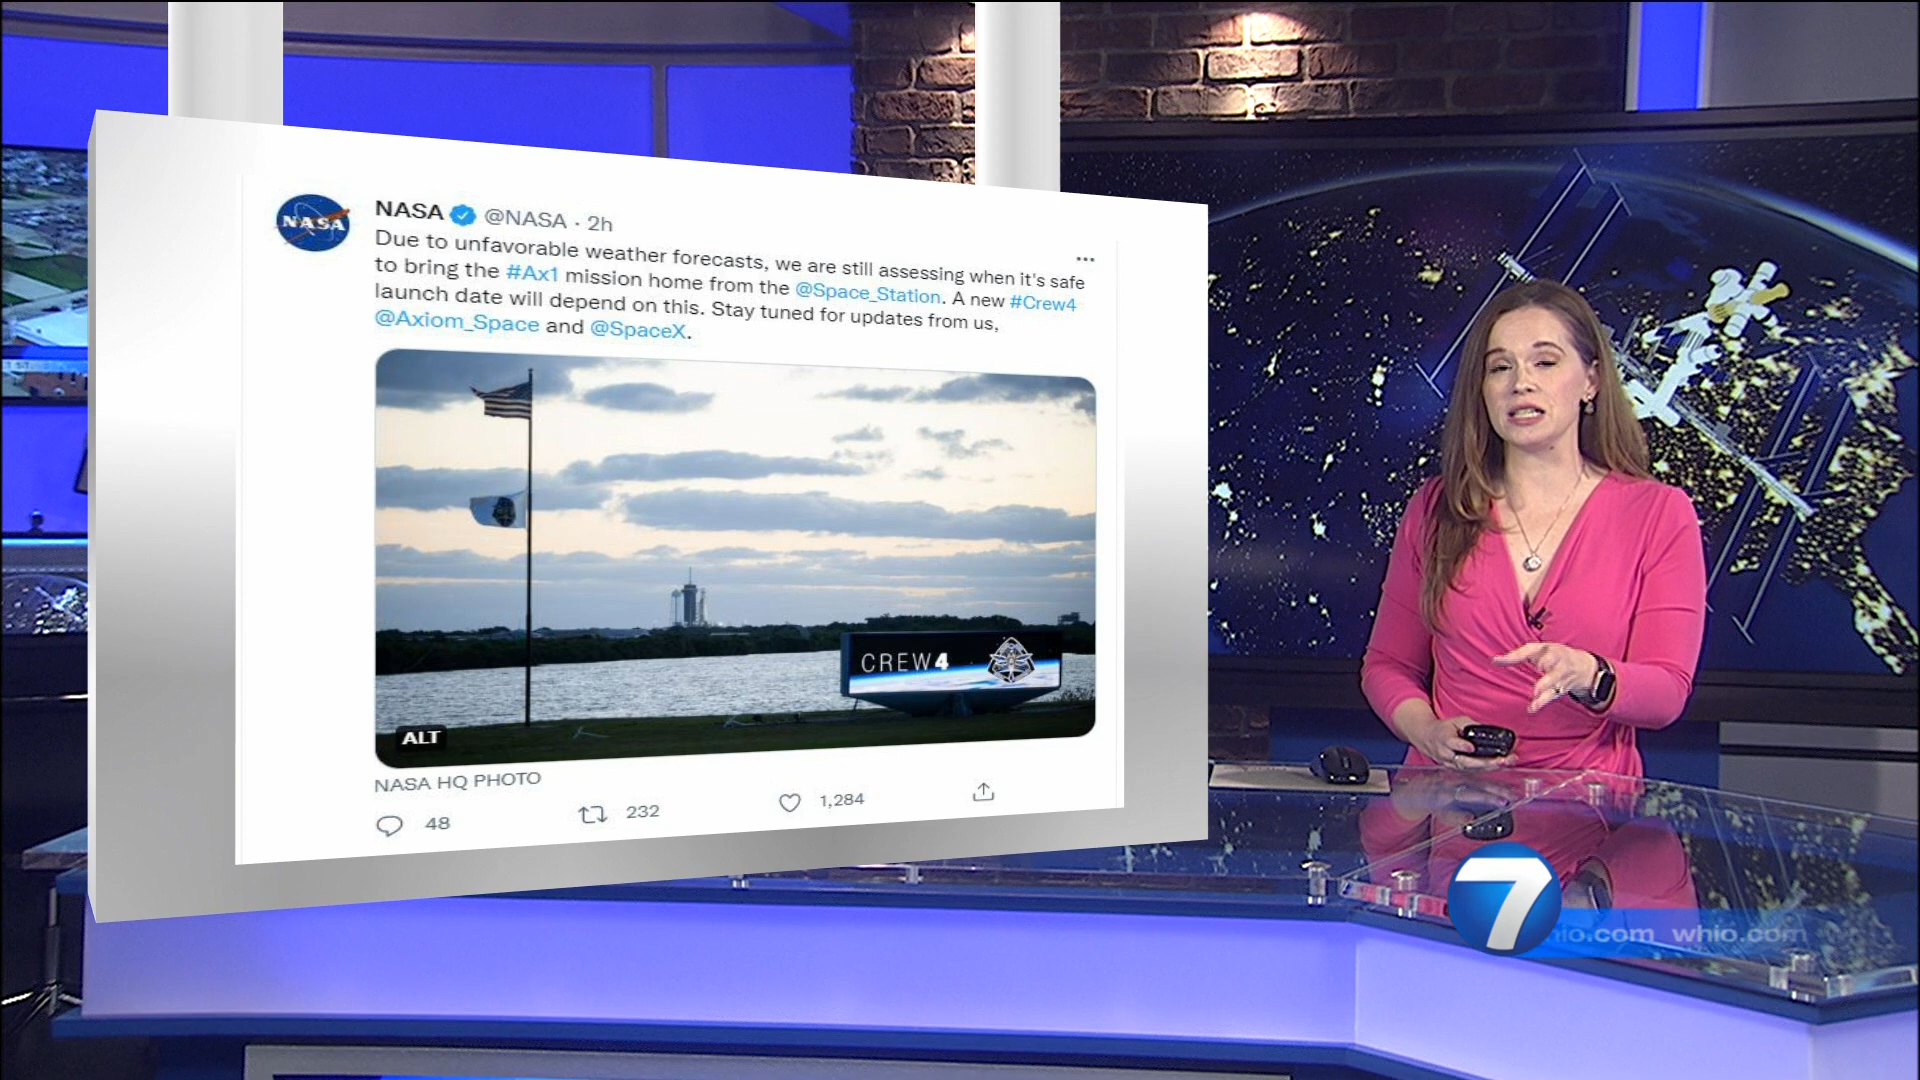 NASA @NASA · 2h
Due to unfavorable weather forecasts, we are still assessing when it's safe
to bring the #Ax1 mission home from the @Space_Station. A new #Crew4
launch date will depend on this. Stay tuned for updates from us,
@Axiom_Space and @SpaceX.
NASA
CREW4
ALT
NASA HQ PHOTO
48 232 1,284
7
hio.com whio.com